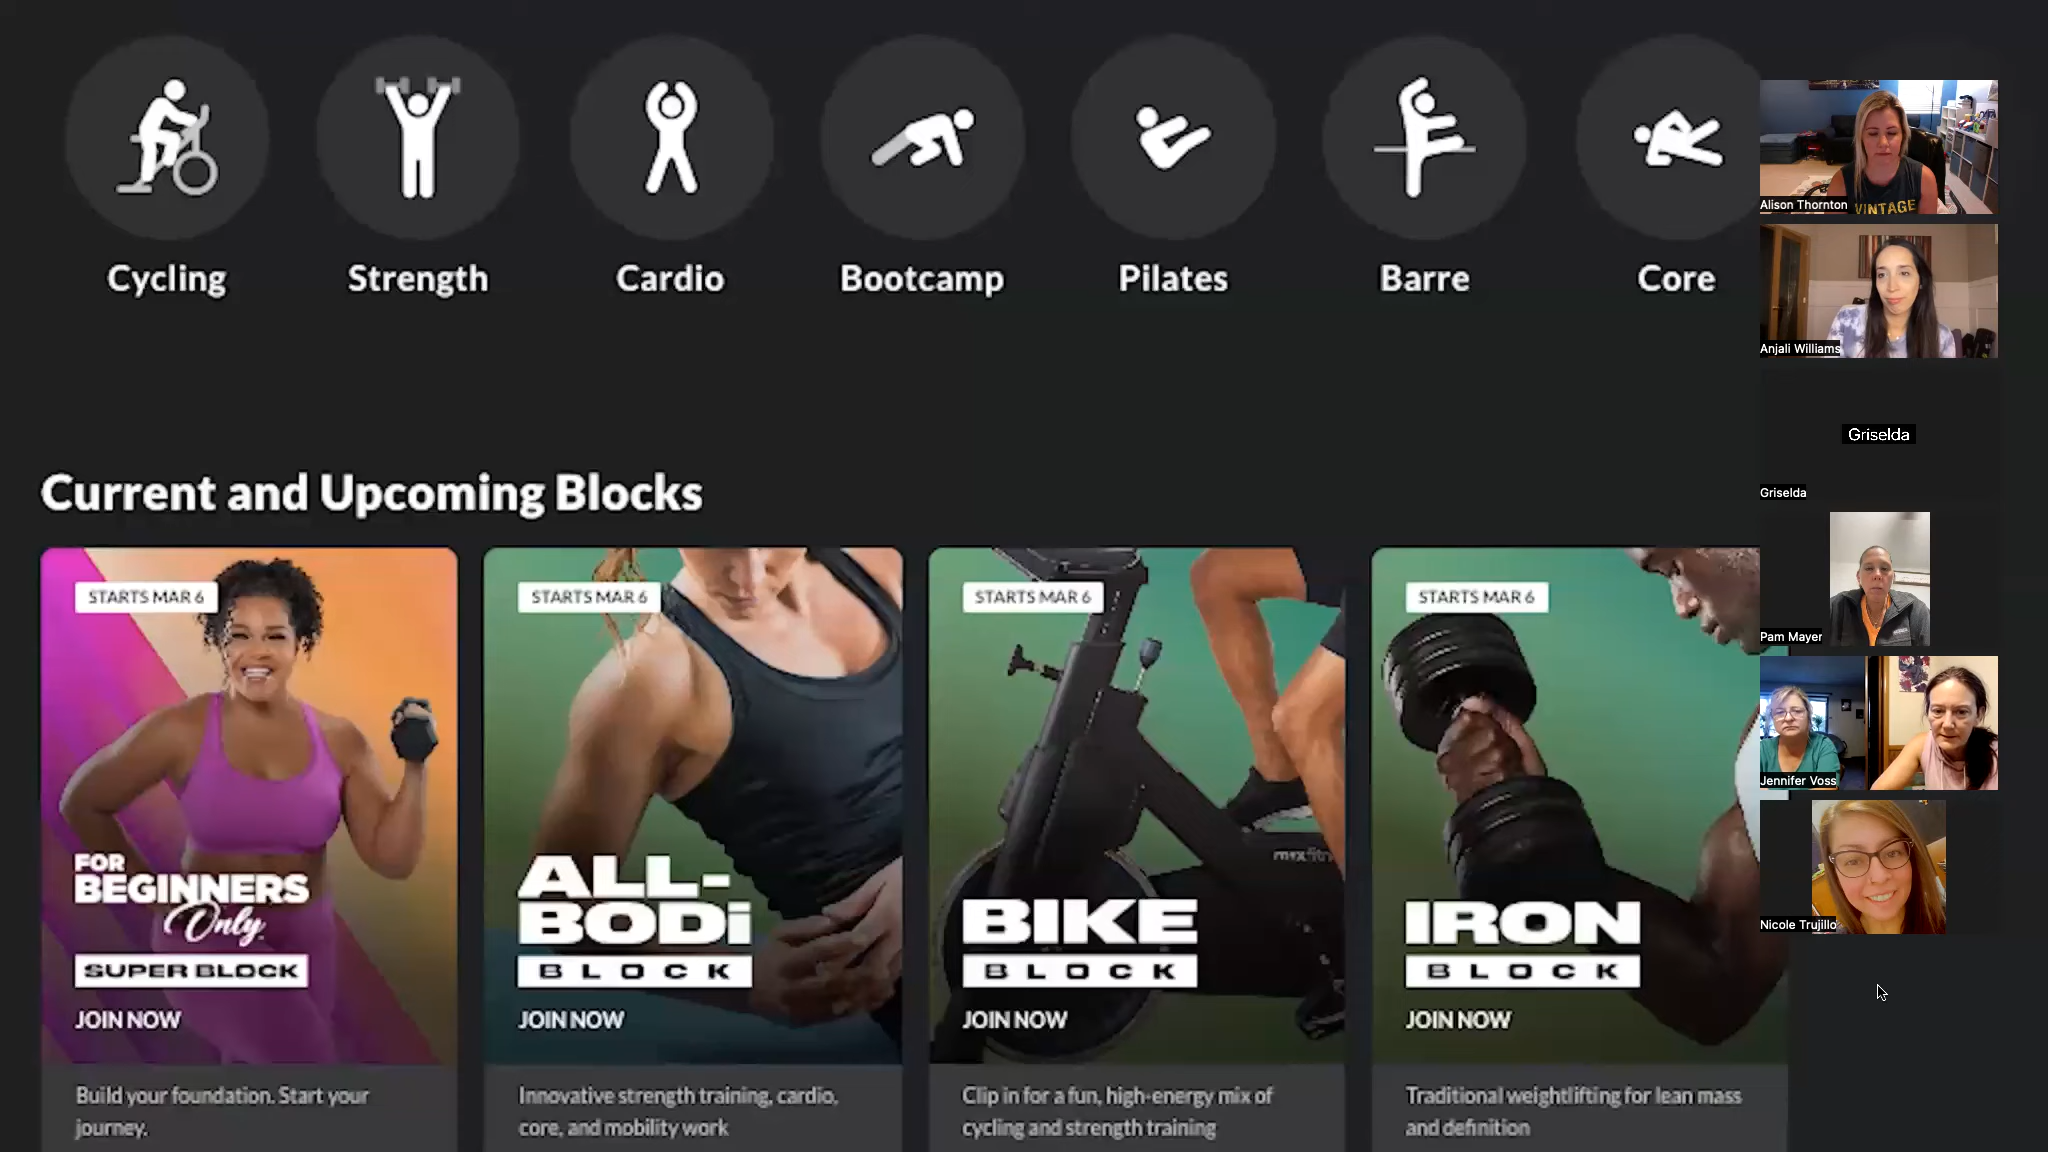 Cycling
Strength
Cardio
Bootcamp
Pilates
Barre
Core
Current and Upcoming Blocks
STARTS MAR 6
FOR
BEGINNERS
Only
SUPER BLOCK
JOIN NOW
Build your foundation. Start your
journey.
STARTS MAR 6
ALL-
BODi
BLOCK
JOIN NOW
Innovative strength training, cardio,
core, and mobility work
STARTS MAR 6
BIKE
BLOCK
JOIN NOW
Clip in for a fun, high-energy mix of
cycling and strength training
STARTS MAR 6
IRON
BLOCK
JOIN NOW
Traditional weightlifting for lean mass
and definition
VINTAGE
Alison Thornton
Anjali Williams
Griselda
Griselda
Pam Mayer
Jennifer Voss
Nicole Trujillo